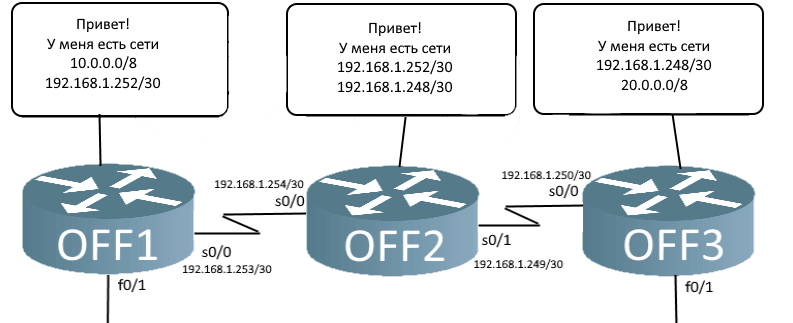 Привет!
У меня есть сети
10.0.0.0/8
192.168.1.252/30
Привет!
У меня есть сети
192.168.1.252/30
192.168.1.248/30
Привет!
У меня есть сети
192.168.1.248/30
20.0.0.0/8
192.168.1.254/30
s0/0
192.168.1.250/30
s0/0
OFF1
OFF2
OFF3
s0/0
192.168.1.253/30
s0/1
192.168.1.249/30
f0/1
f0/1